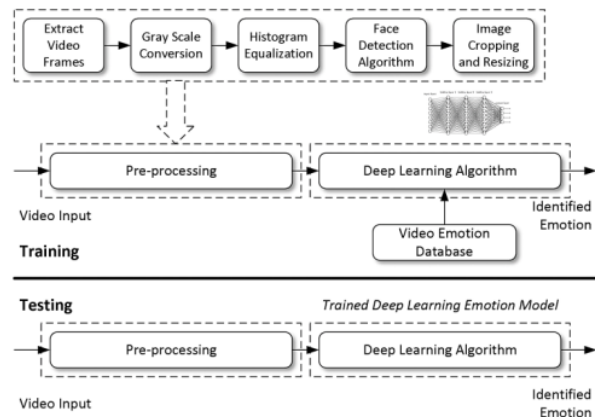 Extract
Video
Frames
Gray Scale
Conversion
Histogram
Equalization
Face
Detection
Algorithm
Image
Cropping
and Resizing
Pre-processing
Deep Learning Algorithm
Video Input
Identified
Emotion
Video Emotion
Database
Training
Testing
Trained Deep Learning Emotion Model
Pre-processing
Deep Learning Algorithm
Video Input
Identified
Emotion